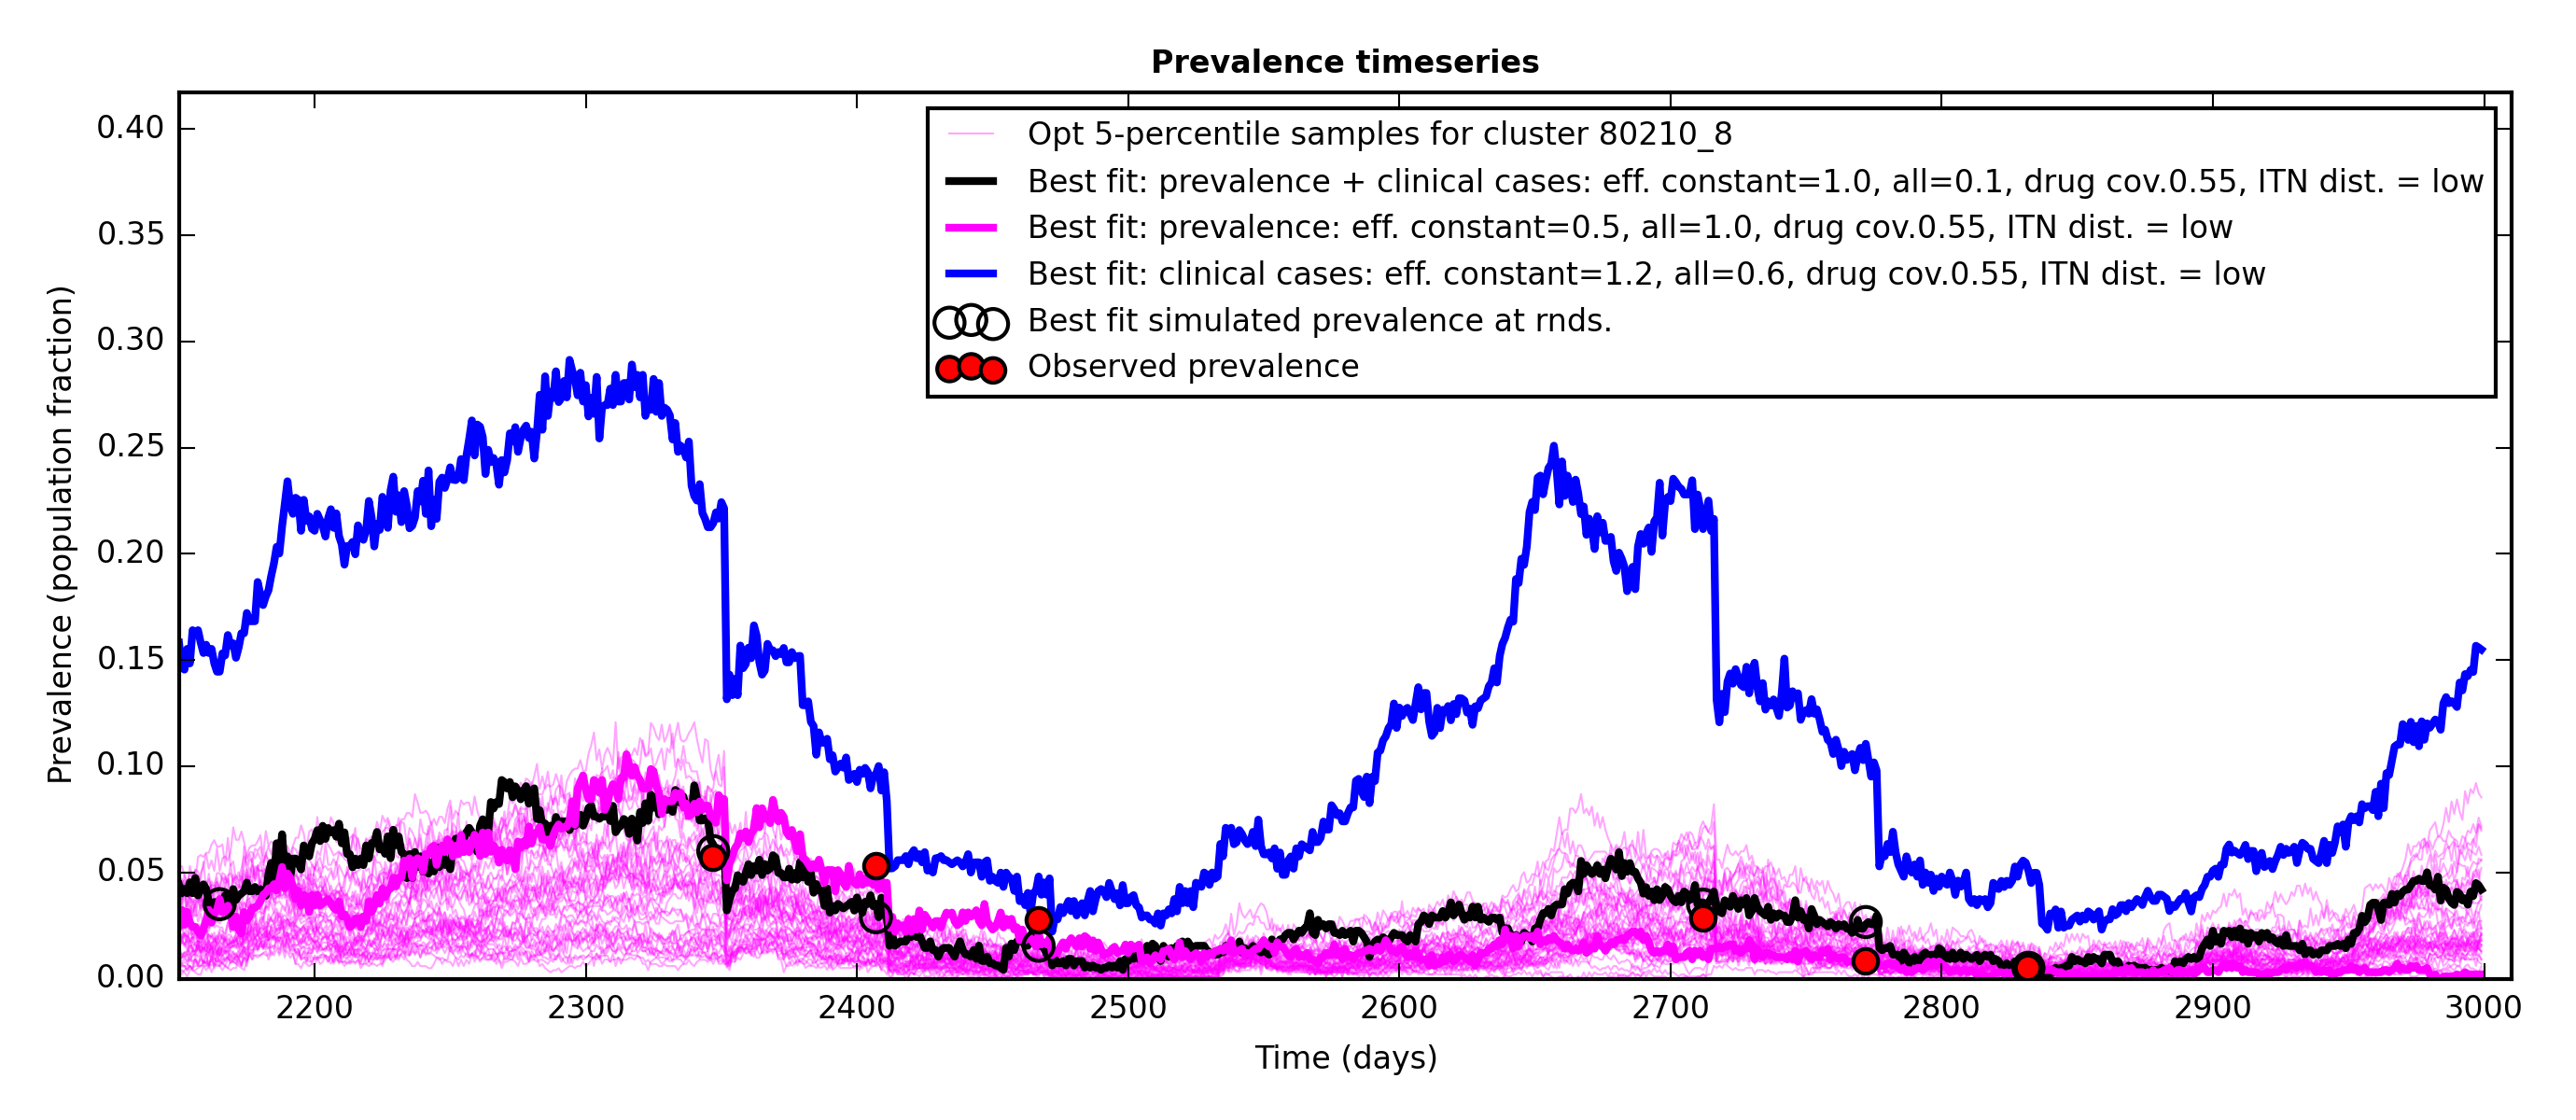 Prevalence timeseries
Opt 5-percentile samples for cluster 80210_8
Best fit: prevalence + clinical cases: eff. constant=1.0, all=0.1, drug cov.0.55, ITN dist. = low
Best fit: prevalence: eff. constant=0.5, all=1.0, drug cov.0.55, ITN dist. = low
Best fit: clinical cases: eff. constant=1.2, all=0.6, drug cov.0.55, ITN dist. = low
Best fit simulated prevalence at rnds.
Observed prevalence
Prevalence (population fraction)
0.40
0.35
0.30
0.25
0.20
0.15
0.10
0.05
0.00
2200 2300 2400 2500 2600 2700 2800 2900 3000
Time (days)